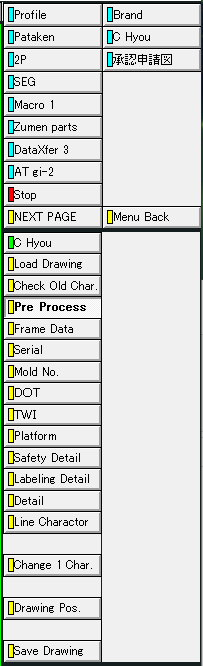 Profile
Brand
Pataken
C Hyou
2P
承認申請図
SEG
Macro 1
Zumen parts
DataXfer 3
AT gi-2
Stop
NEXT PAGE
Menu Back
C Hyou
Load Drawing
Check Old Char.
Pre Process
Frame Data
Serial
Mold No.
DOT
TWI
Platform
Safety Detail
Labeling Detail
Detail
Line Charactor
Change 1 Char.
Drawing Pos.
Save Drawing